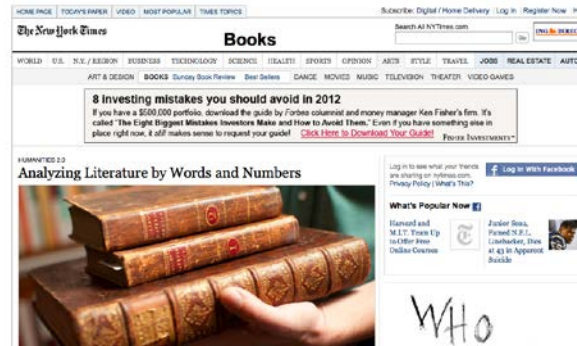 HOME PAGE TODAY'S PAPER VIDEO MOST POPULAR TIMES TOPICS
Subscribe: Digital / Home Delivery Log In Register Now
The New York Times
Books
Search All NYTimes.com
Go
ING DIRECT
WORLD U.S. N.Y. / REGION BUSINESS TECHNOLOGY SCIENCE HEALTH SPORTS OPINION ARTS STYLE TRAVEL JOBS REAL ESTATE AUTO
ART & DESIGN BOOKS Sunday Book Review Best Sellers DANCE MOVIES MUSIC TELEVISION THEATER VIDEO GAMES
8 investing mistakes you should avoid in 2012
If you have a $500,000 portfolio, download the guide by Forbes columnist and money manager Ken Fisher's firm. It's
called "The Eight Biggest Mistakes Investors Make and How to Avoid Them." Even if you have something else in
place right now, it still makes sense to request your guide! Click Here to Download Your Guide!
FISHER INVESTMENTS
HUMANITIES 2.0
Analyzing Literature by Words and Numbers
Log in to see what your friends
are sharing on nytimes.com.
Privacy Policy | What's This?
f Log In With Facebook
What's Popular Now f
Harvard and
M.I.T. Team Up
to Offer Free
Online Courses
Junior Seau,
Famed N.F.L.
Linebacker, Dies
at 43 in Apparent
Suicide
WHO